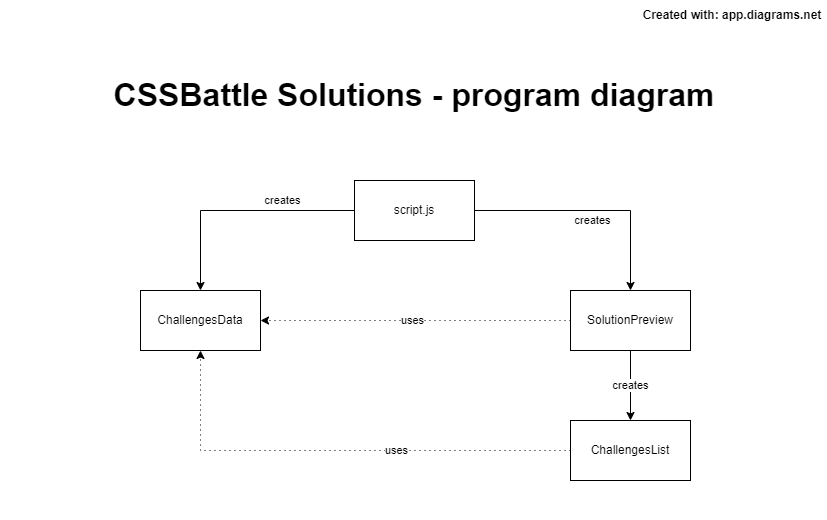 Created with: app.diagrams.net
CSSBattle Solutions - program diagram
script.js
creates
creates
ChallengesData
uses
SolutionPreview
creates
uses
ChallengesList